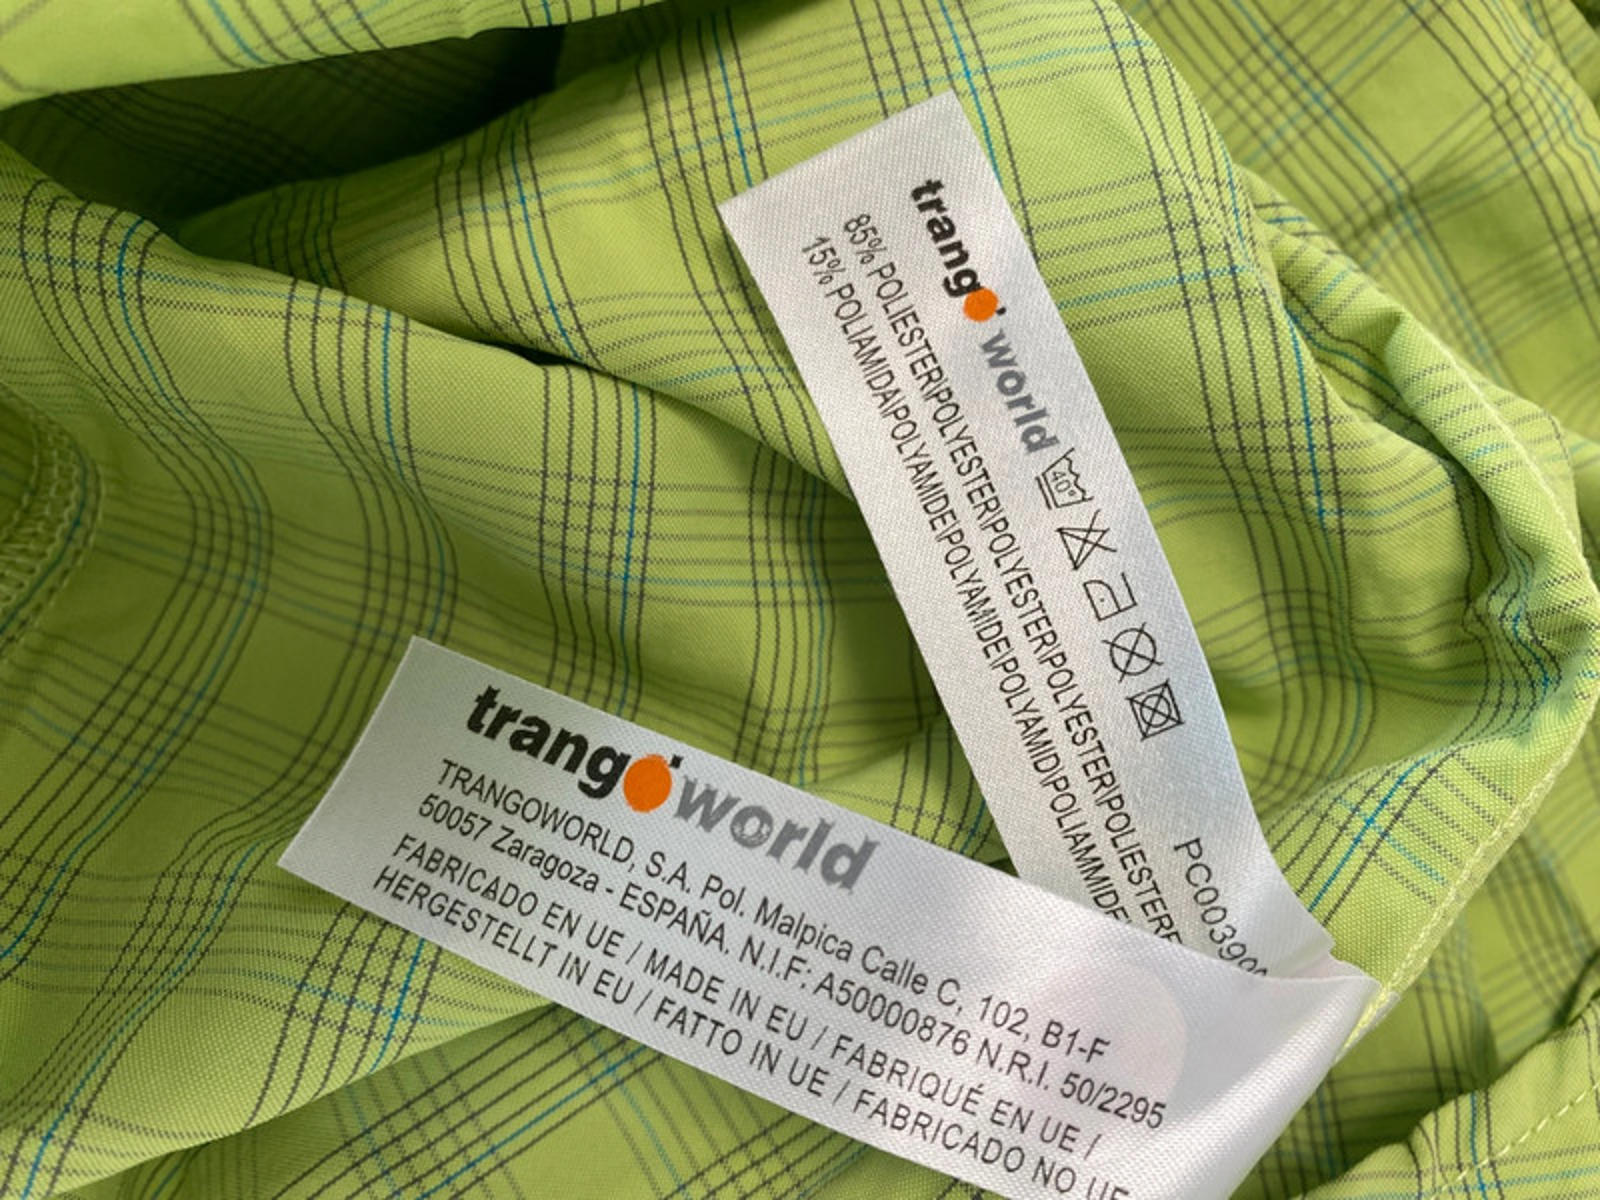 trango world
85% POLIESTER\POLYESTER\POLYESTER\POLYESTER\POLIESTERE
15% POLIAMIDA\POLYAMIDE\POLYAMIDE\POLYAMID\POLIAMMIDE
40°
trangoworld
TRANGOWORLD, S.A. Pol. Malpica Calle C, 102, B1-F
50057 Zaragoza - ESPAÑA. N.I.F: A50000876 N.R.I. 50/2295
FABRICADO EN UE / MADE IN EU / FABRIQUÉ EN UE /
HERGESTELLT IN EU / FATTO IN UE / FABRICADO NO UE